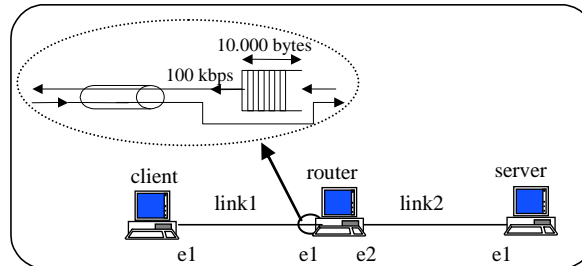 10.000 bytes
100 kbps
client router server
link1 link2
e1 e1 e2 e1